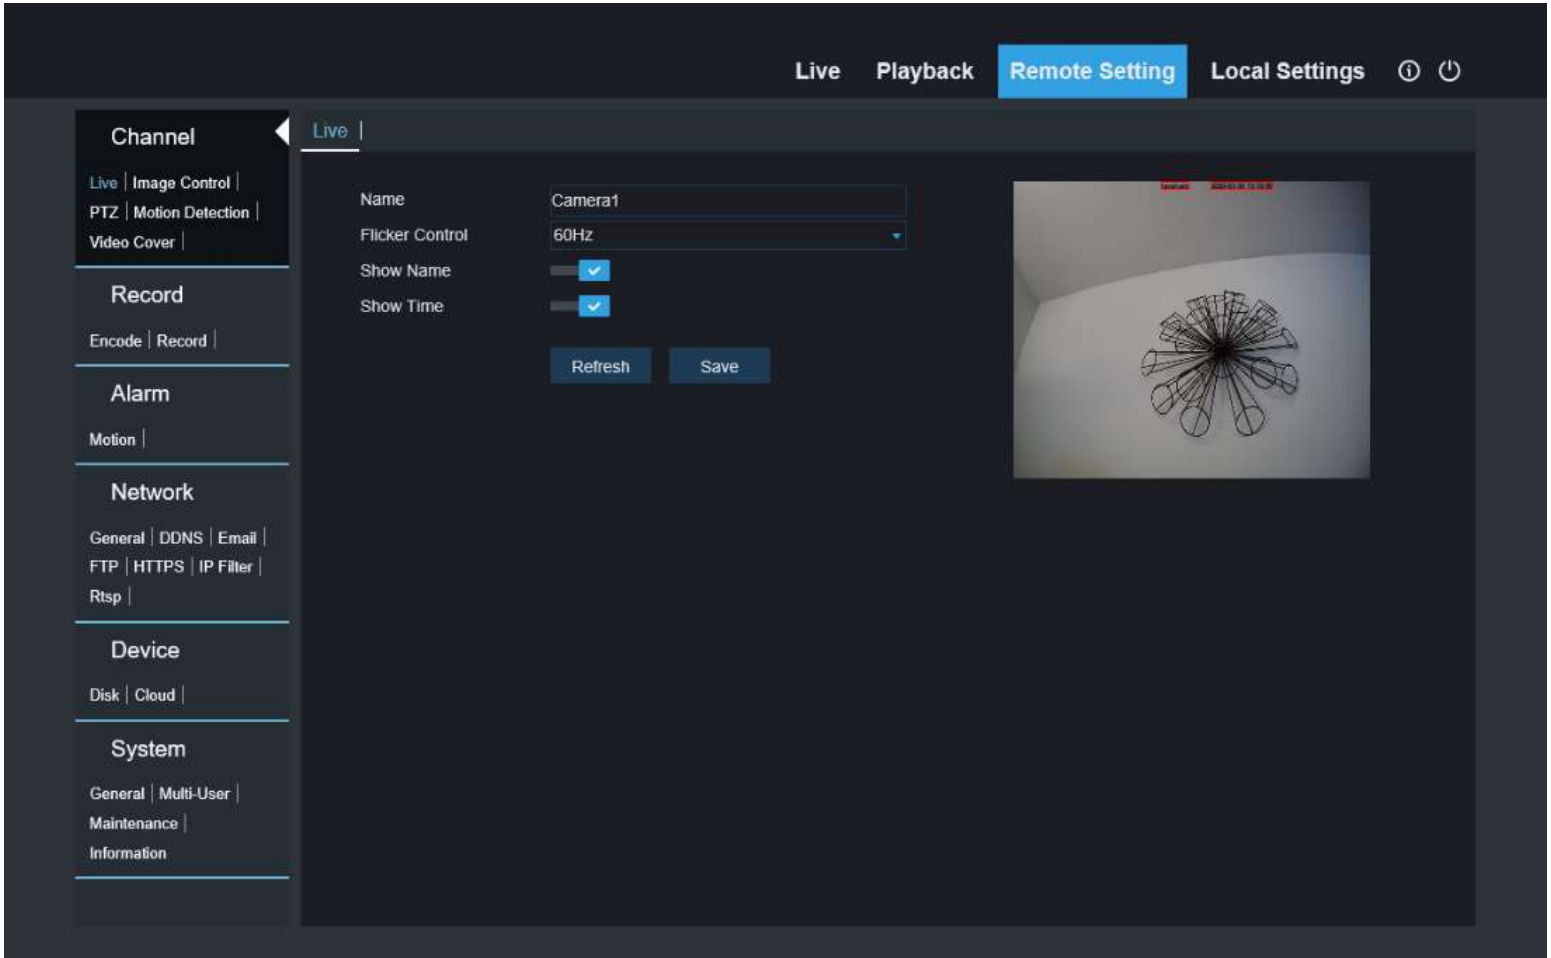 Live Playback Remote Setting Local Settings
Channel
Live | Image Control |
PTZ | Motion Detection |
Video Cover |
Record
Encode | Record |
Alarm
Motion |
Network
General | DDNS | Email |
FTP | HTTPS | IP Filter |
Rtsp |
Device
Disk | Cloud |
System
General | Multi-User |
Maintenance |
Information
Live |
Name Camera1
Flicker Control 60Hz
Show Name
Show Time
Refresh Save